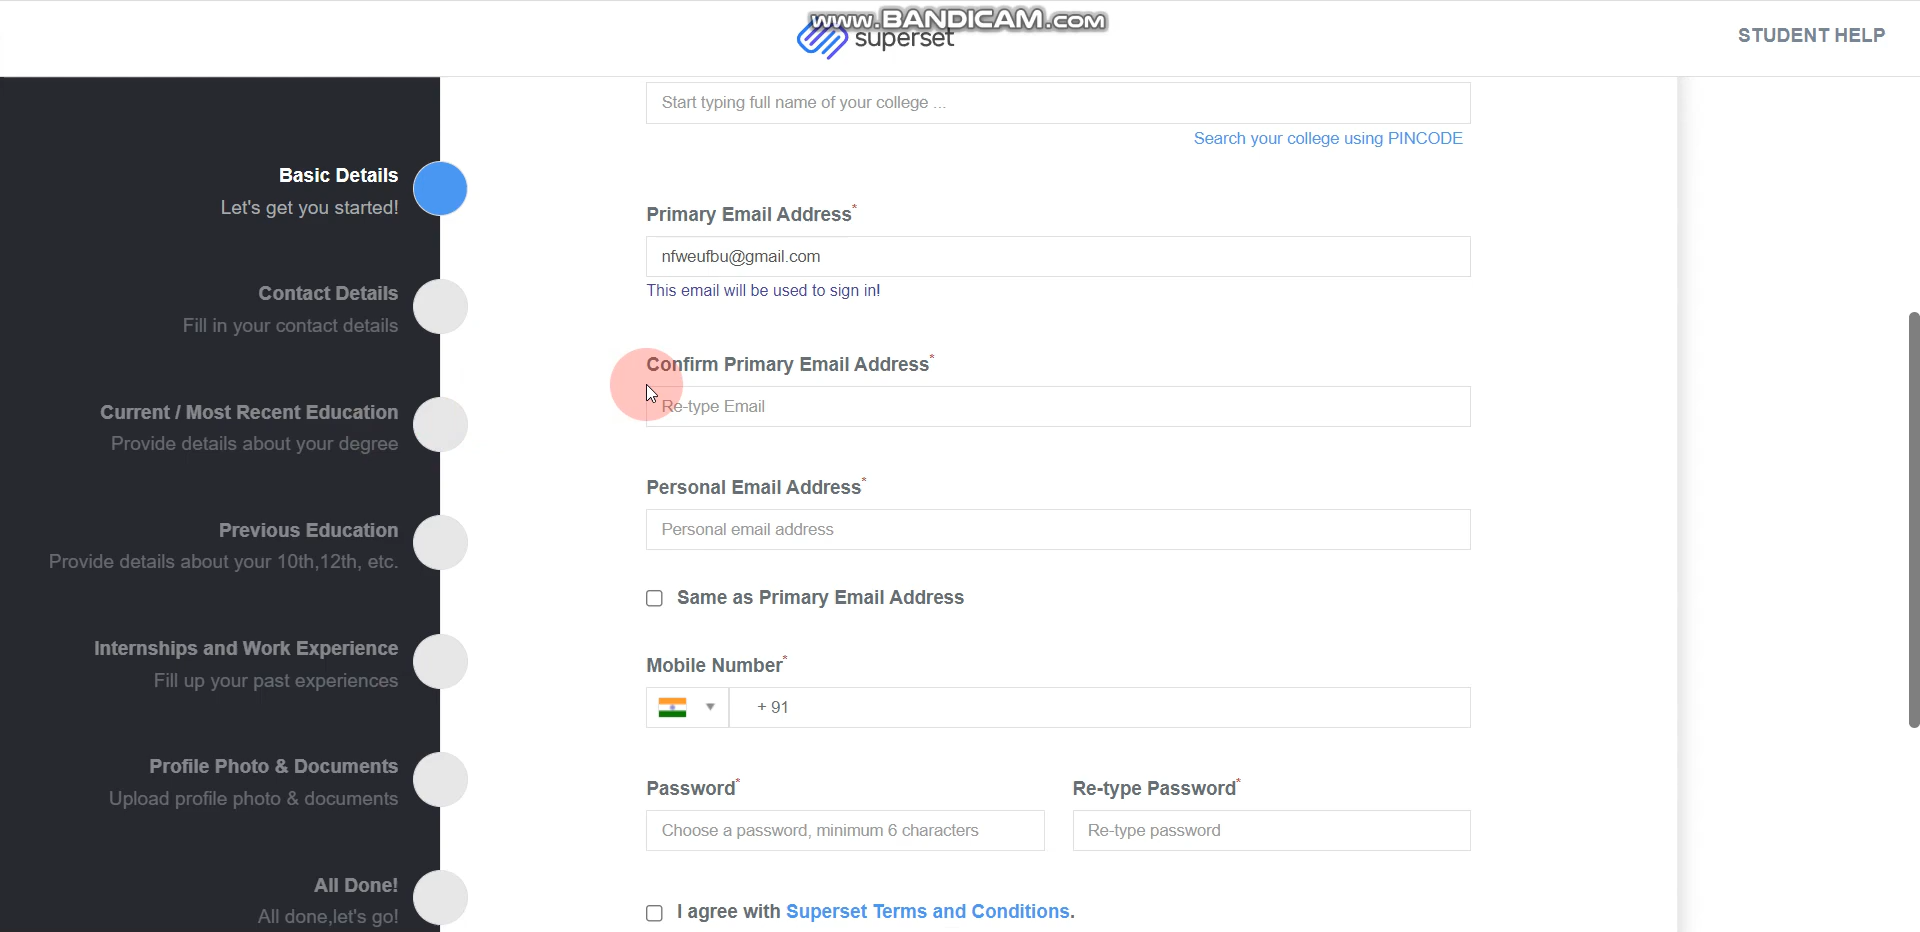 www.BANDICAM.com
superset
STUDENT HELP
Start typing full name of your college ...
Search your college using PINCODE
Basic Details
Let's get you started!
Primary Email Address*
nfweufbu@gmail.com
This email will be used to sign in!
Contact Details
Fill in your contact details
Confirm Primary Email Address*
Re-type Email
Current / Most Recent Education
Provide details about your degree
Personal Email Address*
Personal email address
Previous Education
Provide details about your 10th,12th, etc.
Same as Primary Email Address
Internships and Work Experience
Fill up your past experiences
Mobile Number*
+ 91
Profile Photo & Documents
Upload profile photo & documents
Password*
Choose a password, minimum 6 characters
Re-type Password*
Re-type password
All Done!
All done,let's go!
I agree with Superset Terms and Conditions.